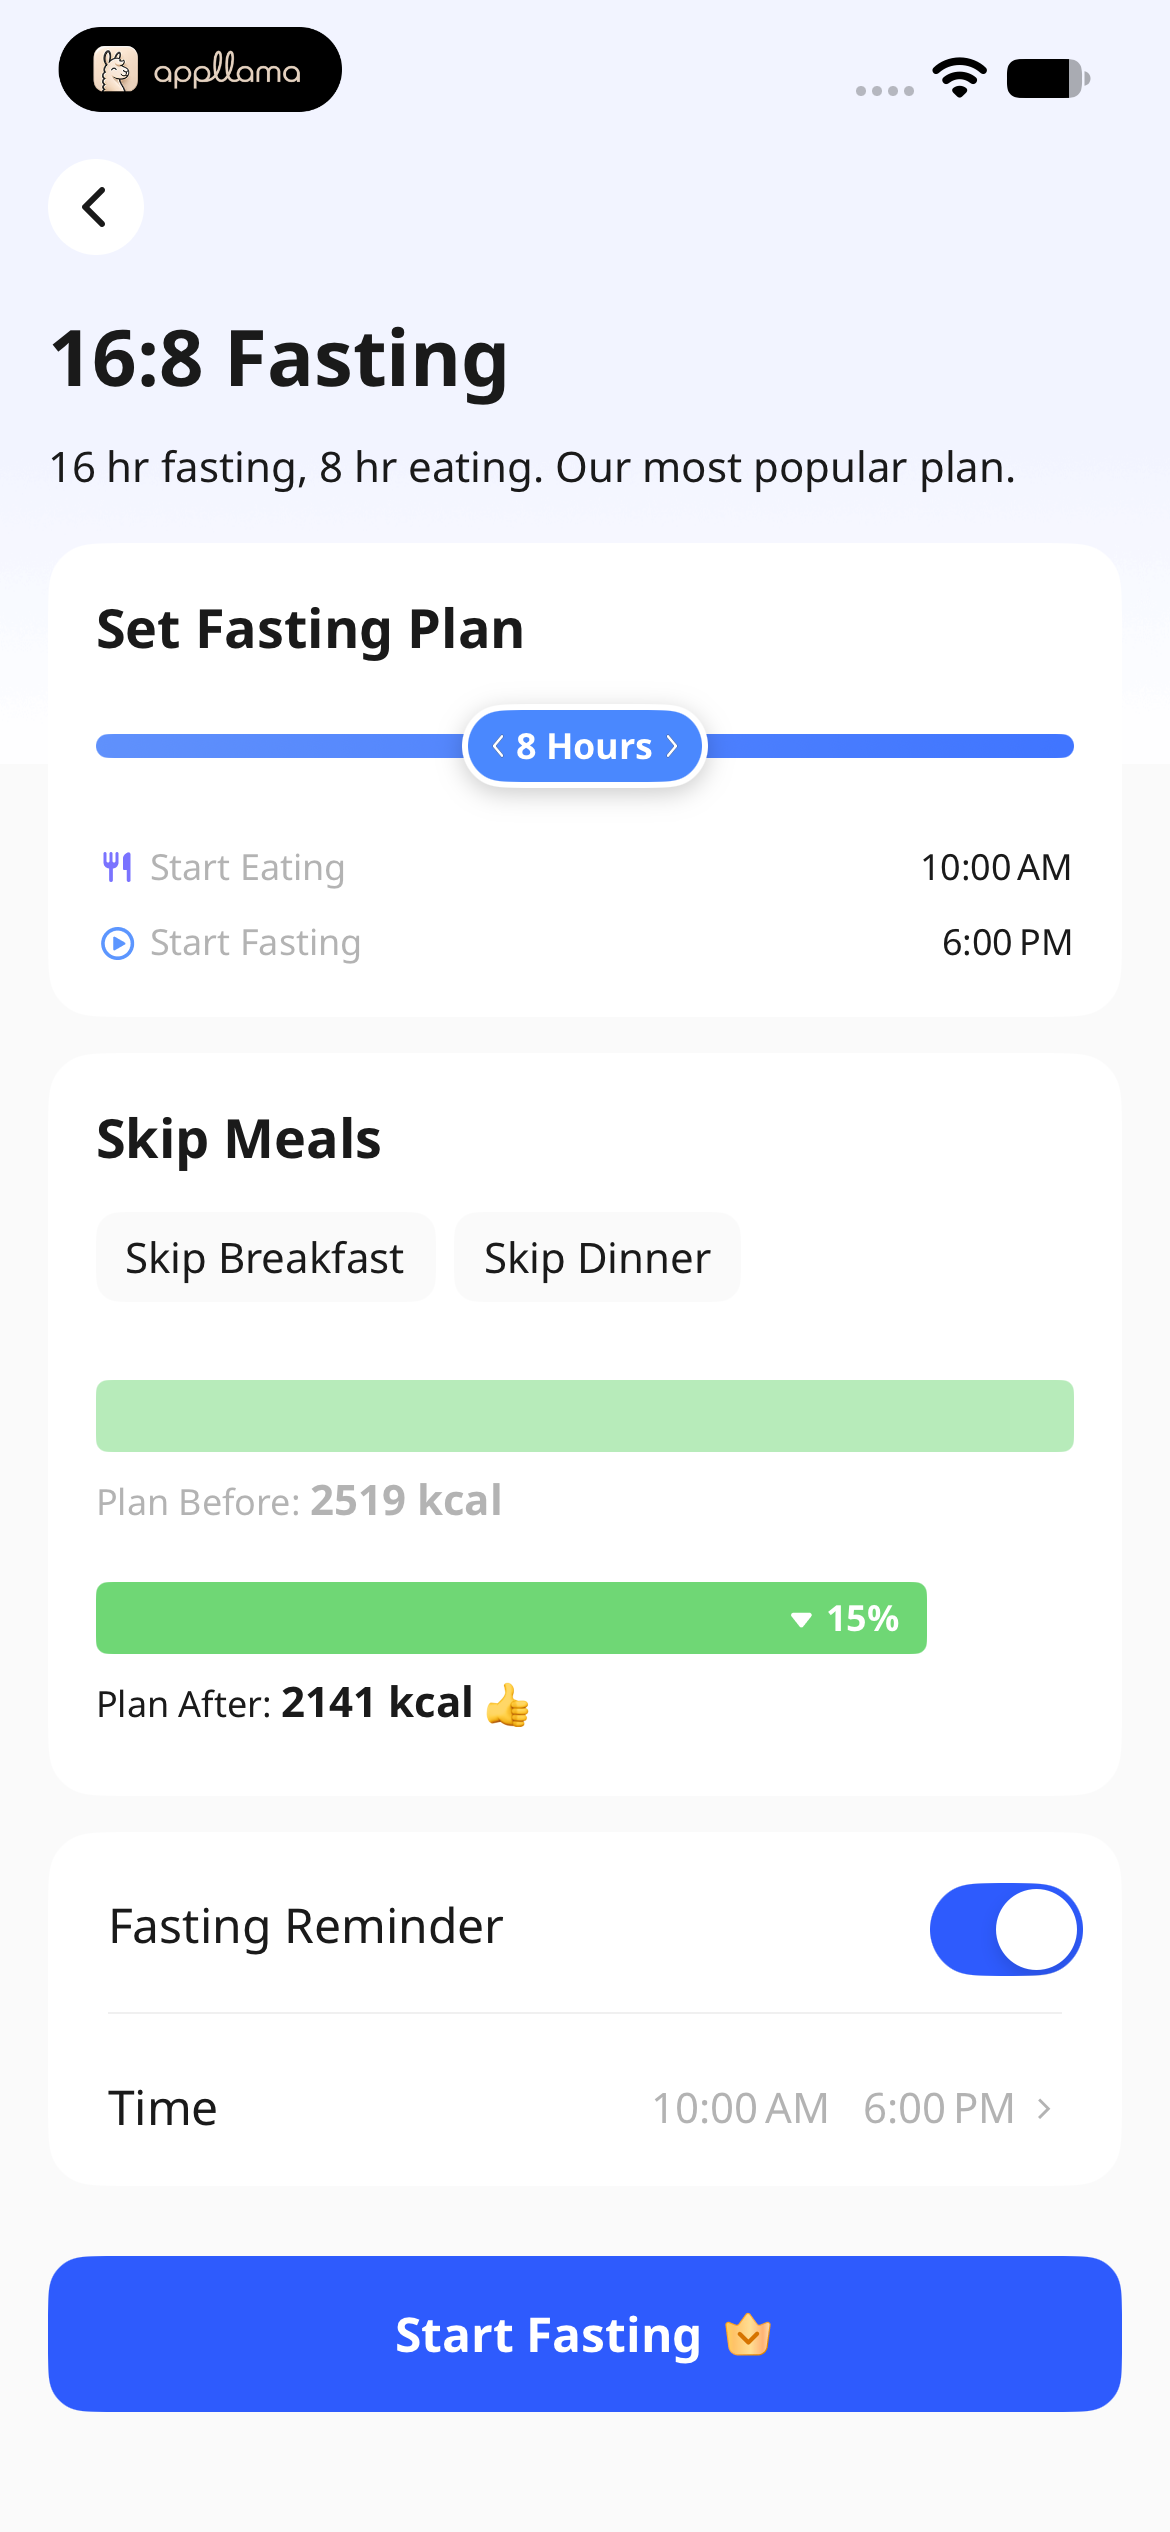 appllama
16:8 Fasting
16 hr fasting, 8 hr eating. Our most popular plan.
Set Fasting Plan
8 Hours
Start Eating 10:00 AM
Start Fasting 6:00 PM
Skip Meals
Skip Breakfast Skip Dinner
Plan Before: 2519 kcal
15%
Plan After: 2141 kcal 👍
Fasting Reminder
Time 10:00 AM 6:00 PM
Start Fasting